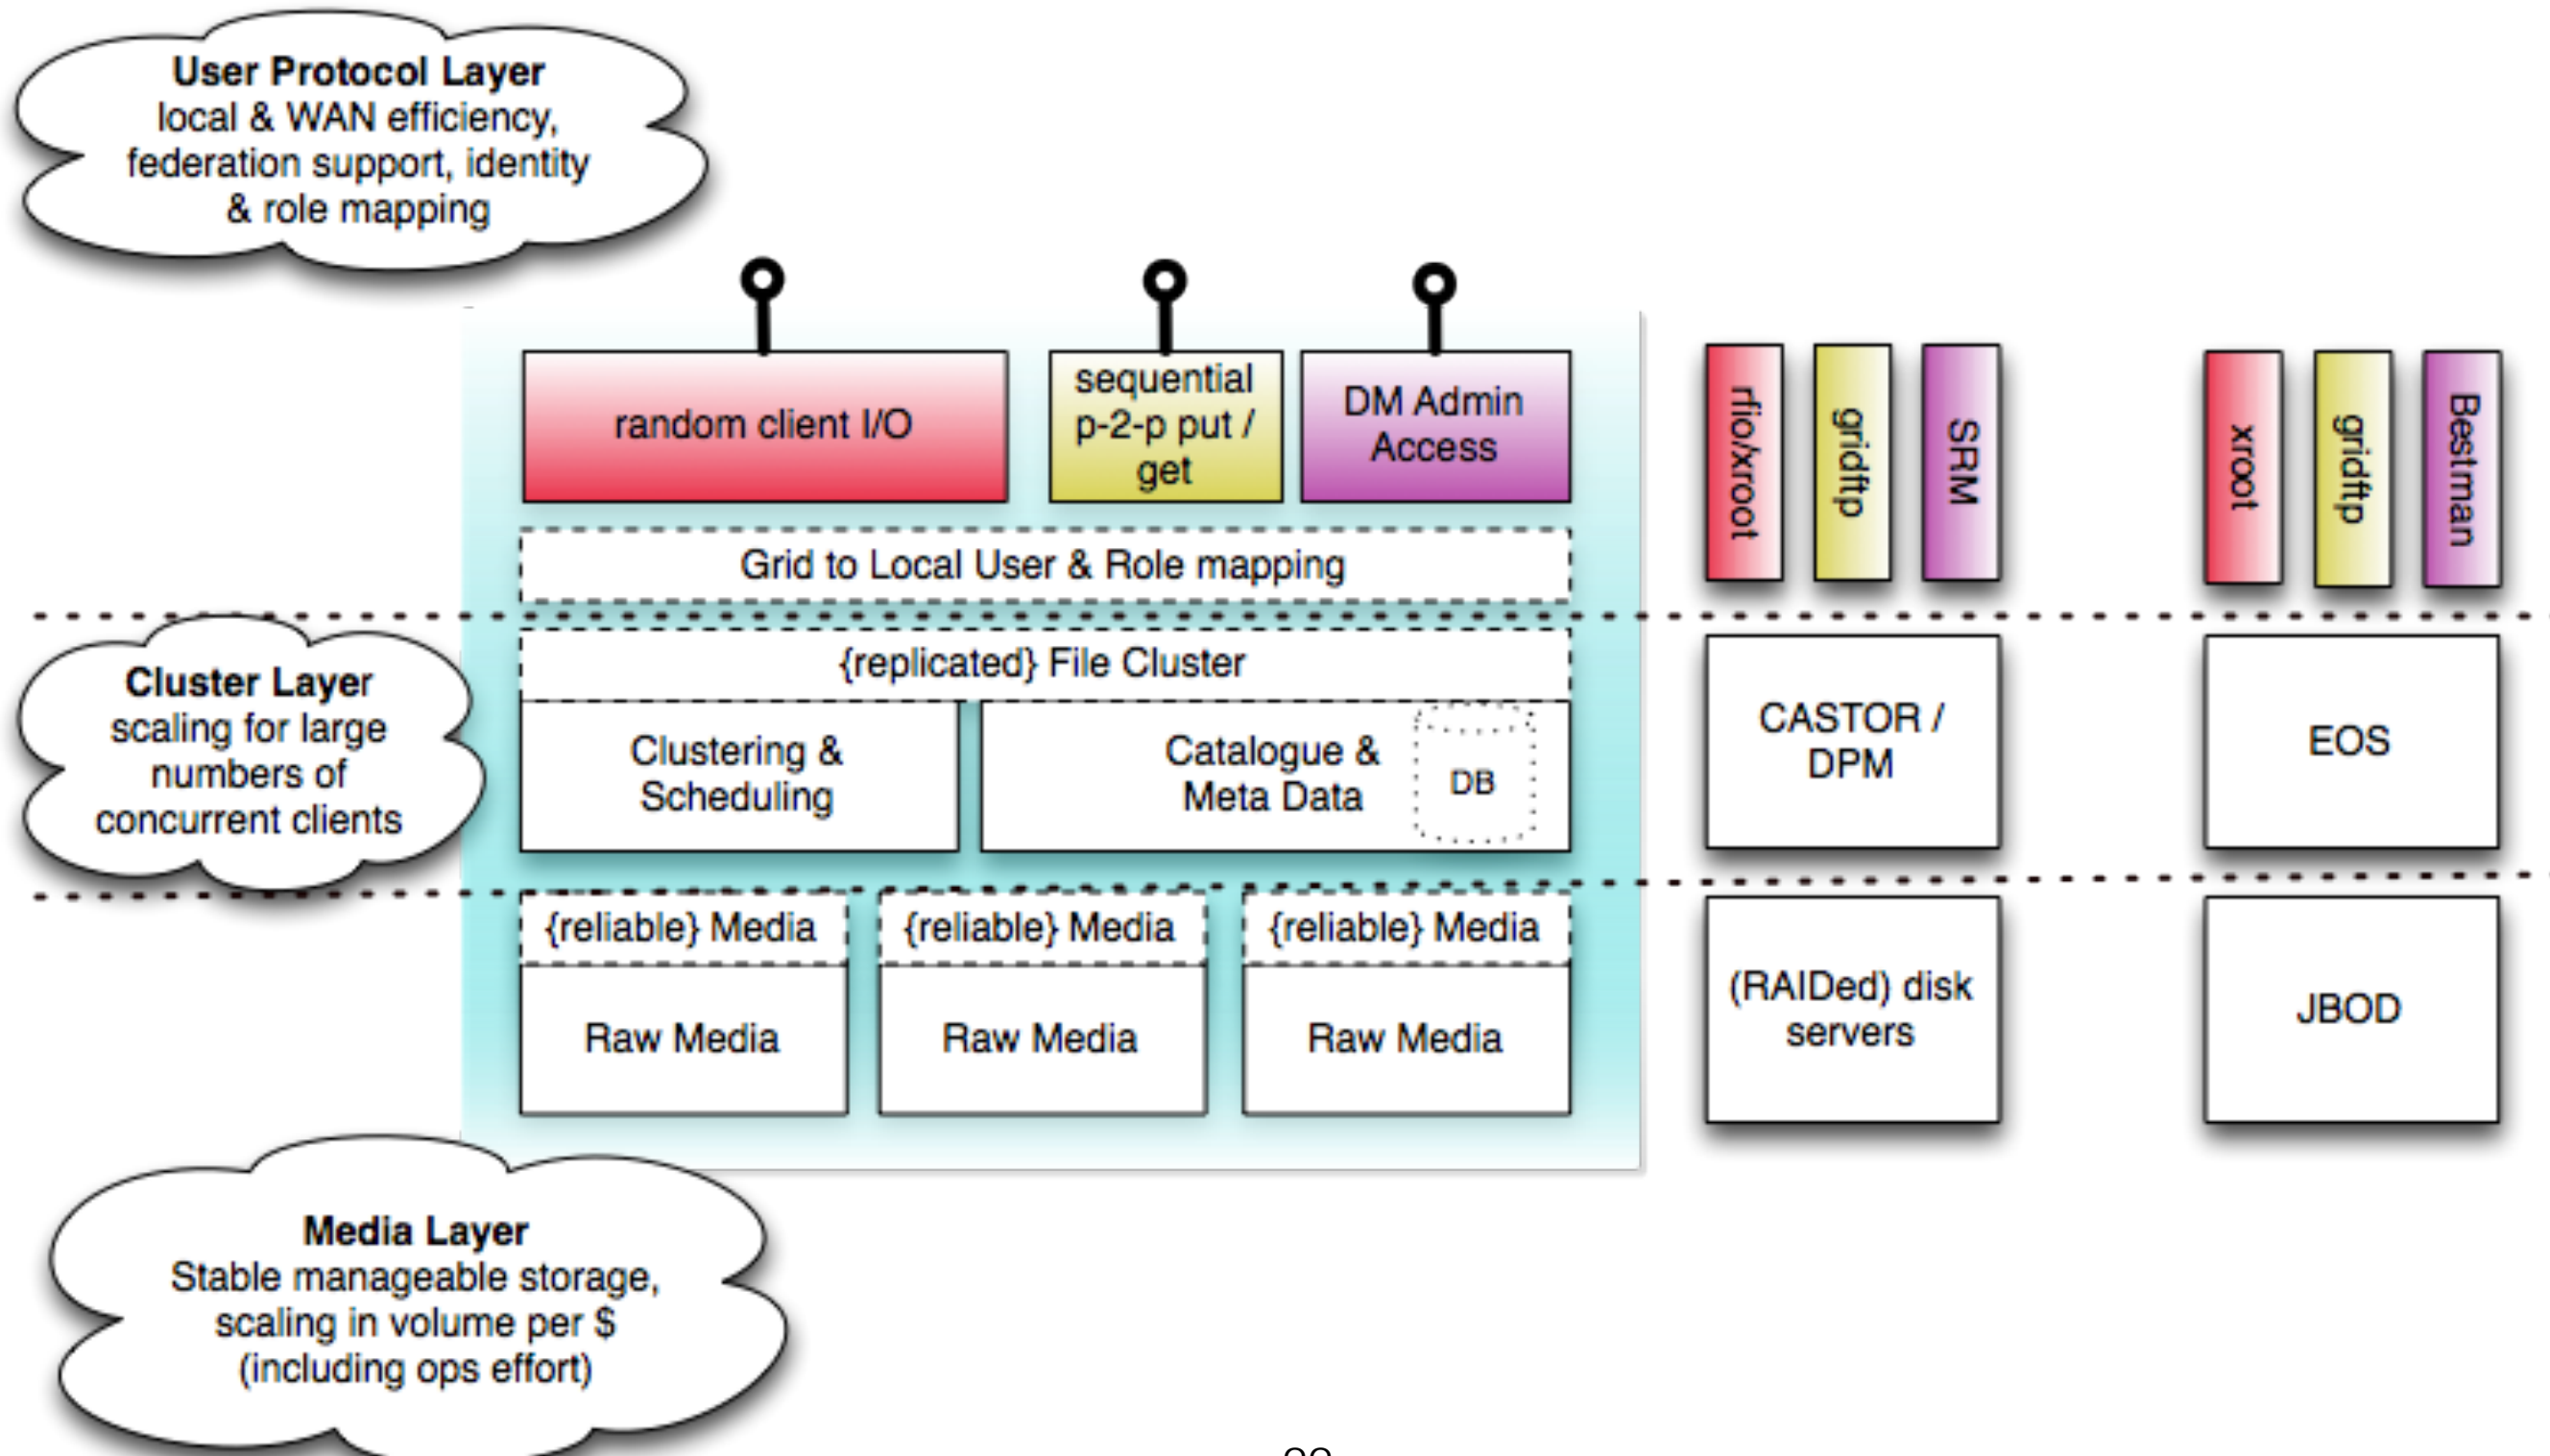 User Protocol Layer
local & WAN efficiency,
federation support, identity
& role mapping
random client I/O
sequential
p-2-p put /
get
DM Admin
Access
rfio/xroot
gridftp
SRM
xroot
gridftp
Bestman
Grid to Local User & Role mapping
Cluster Layer
scaling for large
numbers of
concurrent clients
{replicated} File Cluster
Clustering &
Scheduling
Catalogue &
Meta Data
DB
CASTOR /
DPM
EOS
{reliable} Media
{reliable} Media
{reliable} Media
Raw Media
Raw Media
Raw Media
(RAIDed) disk
servers
JBOD
Media Layer
Stable manageable storage,
scaling in volume per $
(including ops effort)